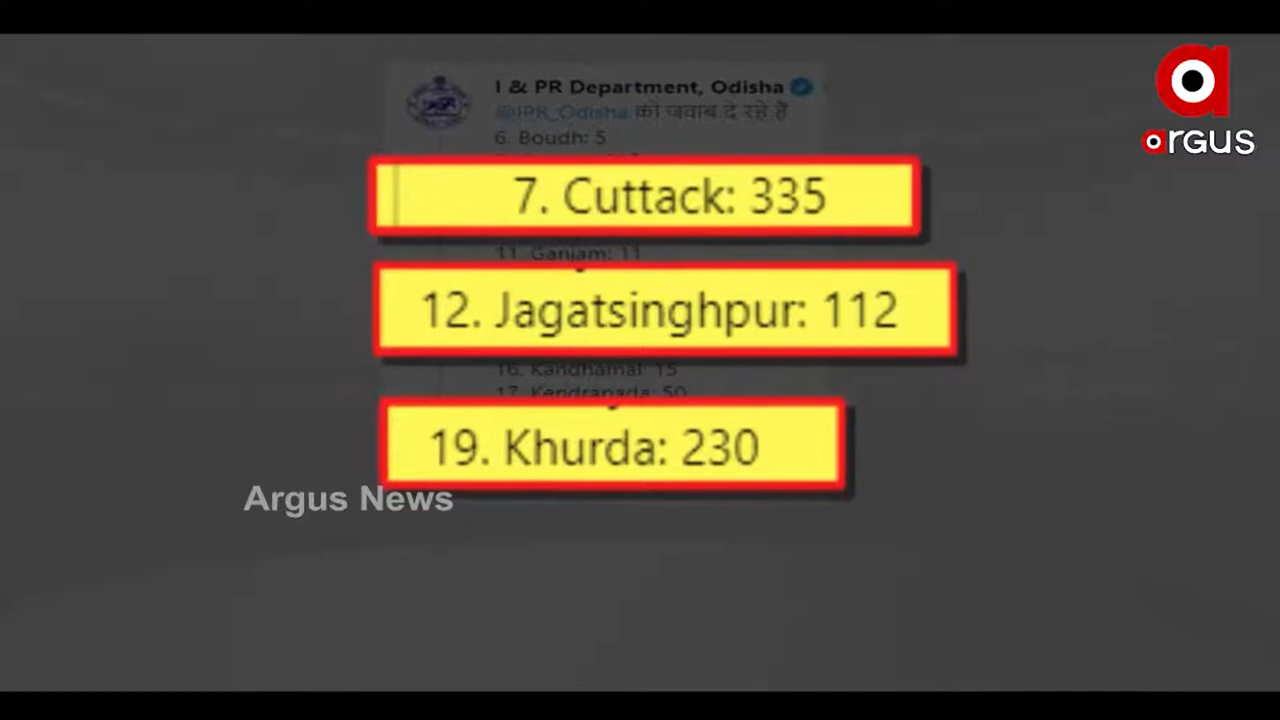 I & PR Department, Odisha
@IPR_Odisha को जवाब दे रहे हैं
6. Boudh: 5
7. Cuttack: 335
11. Ganjam: 11
12. Jagatsinghpur: 112
16. Kandhamal: 15
17. Kendrapada: 50
19. Khurda: 230
Argus News
argus